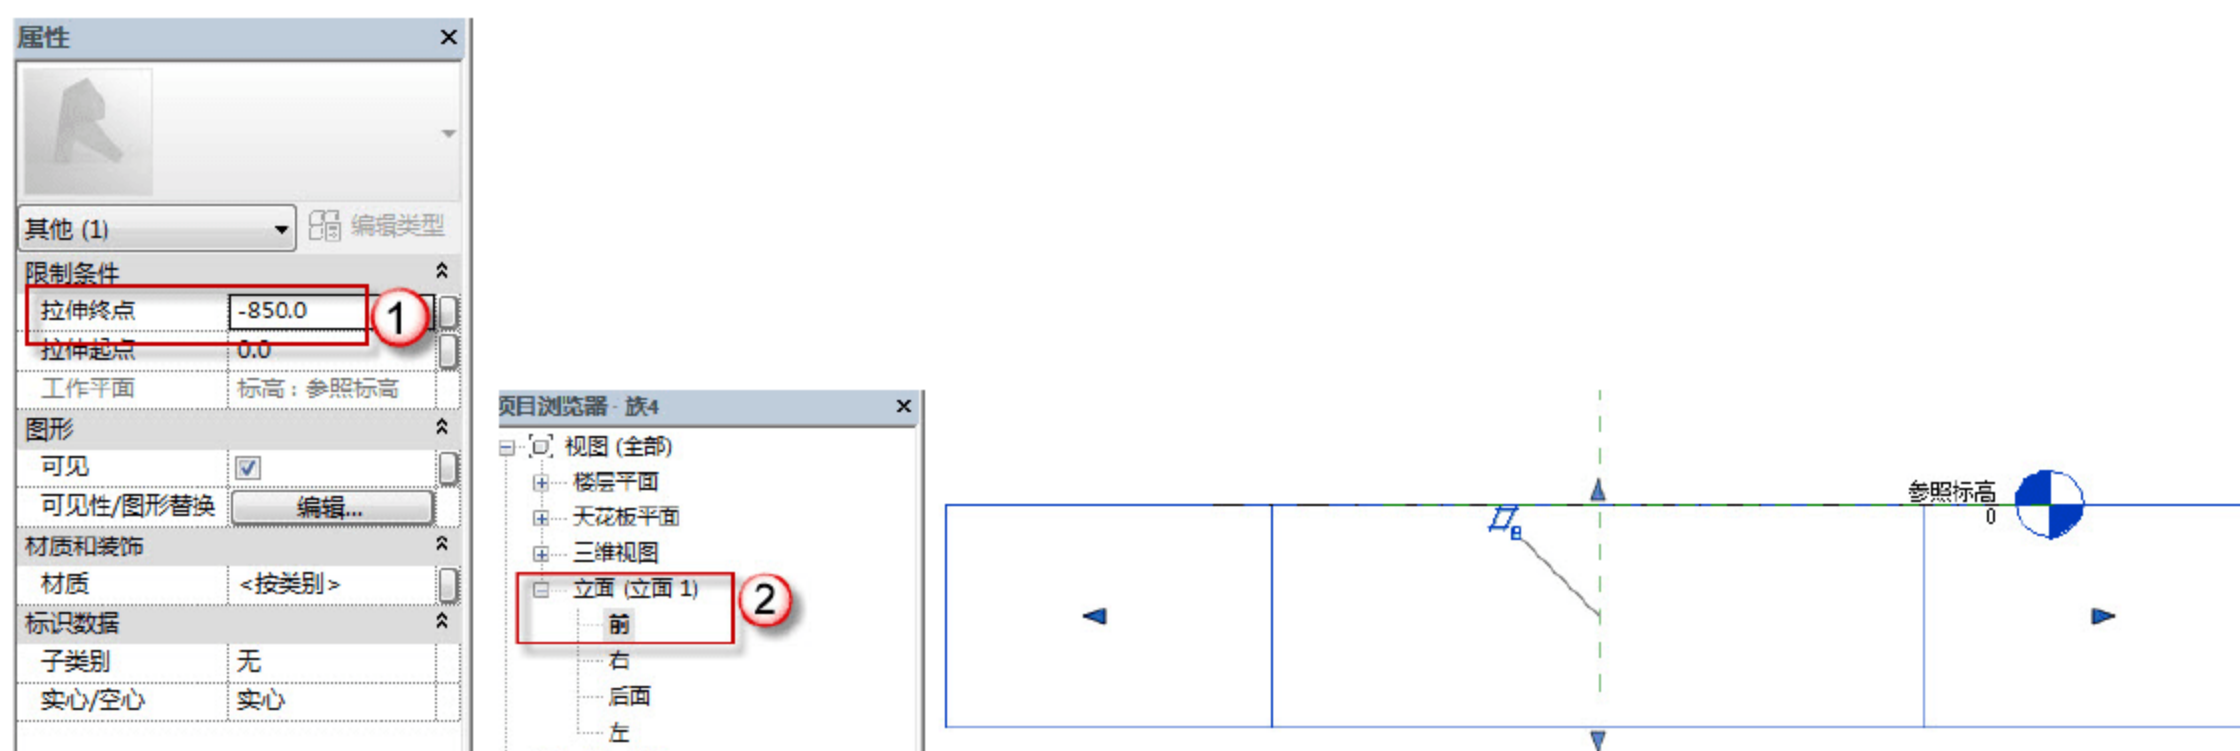 属性
其他 (1)
编辑类型
限制条件
拉伸终点 -850.0
1
拉伸起点 0.0
工作平面 标高 : 参照标高
图形
可见
可见性/图形替换 编辑...
材质和装饰
材质 <按类别>
标识数据
子类别 无
实心/空心 实心
项目浏览器 - 族4
视图 (全部)
楼层平面
天花板平面
三维视图
立面 (立面 1)
2
前
右
后面
左
参照标高
0